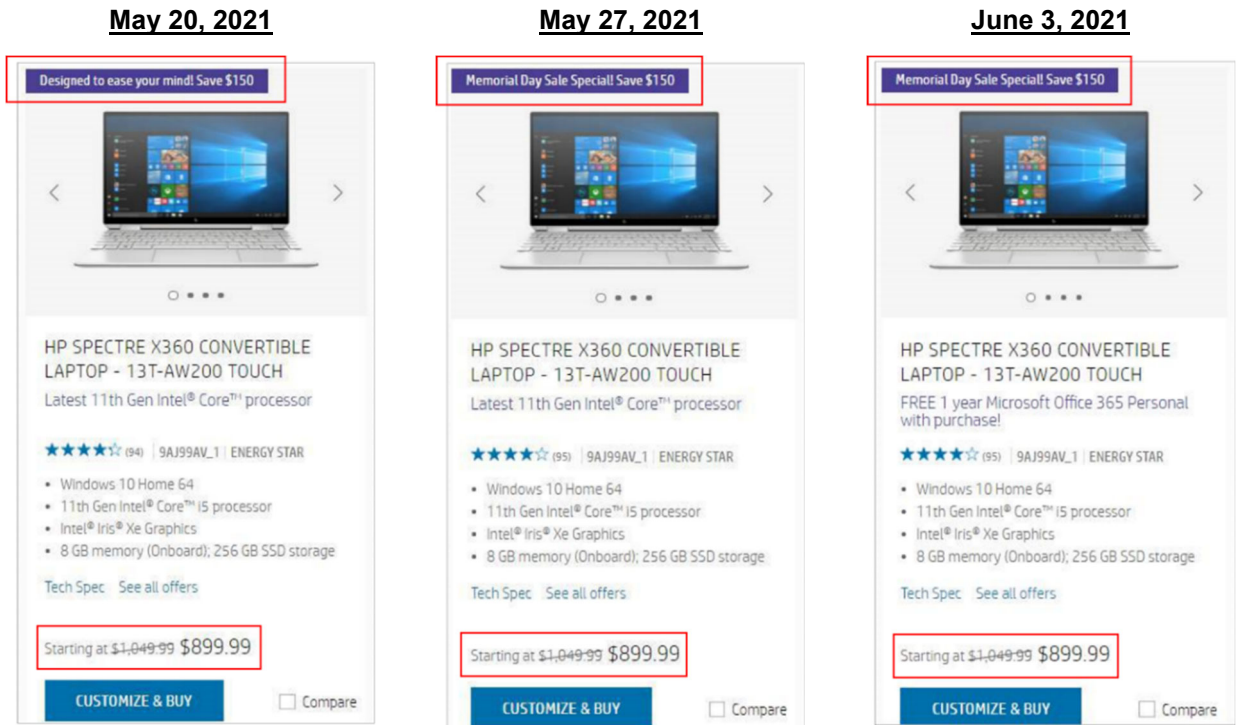 May 20, 2021
Designed to ease your mind! Save $150
HP SPECTRE X360 CONVERTIBLE
LAPTOP - 13T-AW200 TOUCH
Latest 11th Gen Intel® Core™ processor
(94) 9AJ99AV_1 ENERGY STAR
• Windows 10 Home 64
• 11th Gen Intel® Core™ i5 processor
• Intel® Iris® Xe Graphics
• 8 GB memory (Onboard); 256 GB SSD storage
Tech Spec See all offers
Starting at $1,049.99 $899.99
CUSTOMIZE & BUY Compare
May 27, 2021
Memorial Day Sale Special! Save $150
HP SPECTRE X360 CONVERTIBLE
LAPTOP - 13T-AW200 TOUCH
Latest 11th Gen Intel® Core™ processor
(95) 9AJ99AV_1 ENERGY STAR
• Windows 10 Home 64
• 11th Gen Intel® Core™ i5 processor
• Intel® Iris® Xe Graphics
• 8 GB memory (Onboard); 256 GB SSD storage
Tech Spec See all offers
Starting at $1,049.99 $899.99
CUSTOMIZE & BUY Compare
June 3, 2021
Memorial Day Sale Special! Save $150
HP SPECTRE X360 CONVERTIBLE
LAPTOP - 13T-AW200 TOUCH
FREE 1 year Microsoft Office 365 Personal
with purchase!
(95) 9AJ99AV_1 ENERGY STAR
• Windows 10 Home 64
• 11th Gen Intel® Core™ i5 processor
• Intel® Iris® Xe Graphics
• 8 GB memory (Onboard); 256 GB SSD storage
Tech Spec See all offers
Starting at $1,049.99 $899.99
CUSTOMIZE & BUY Compare